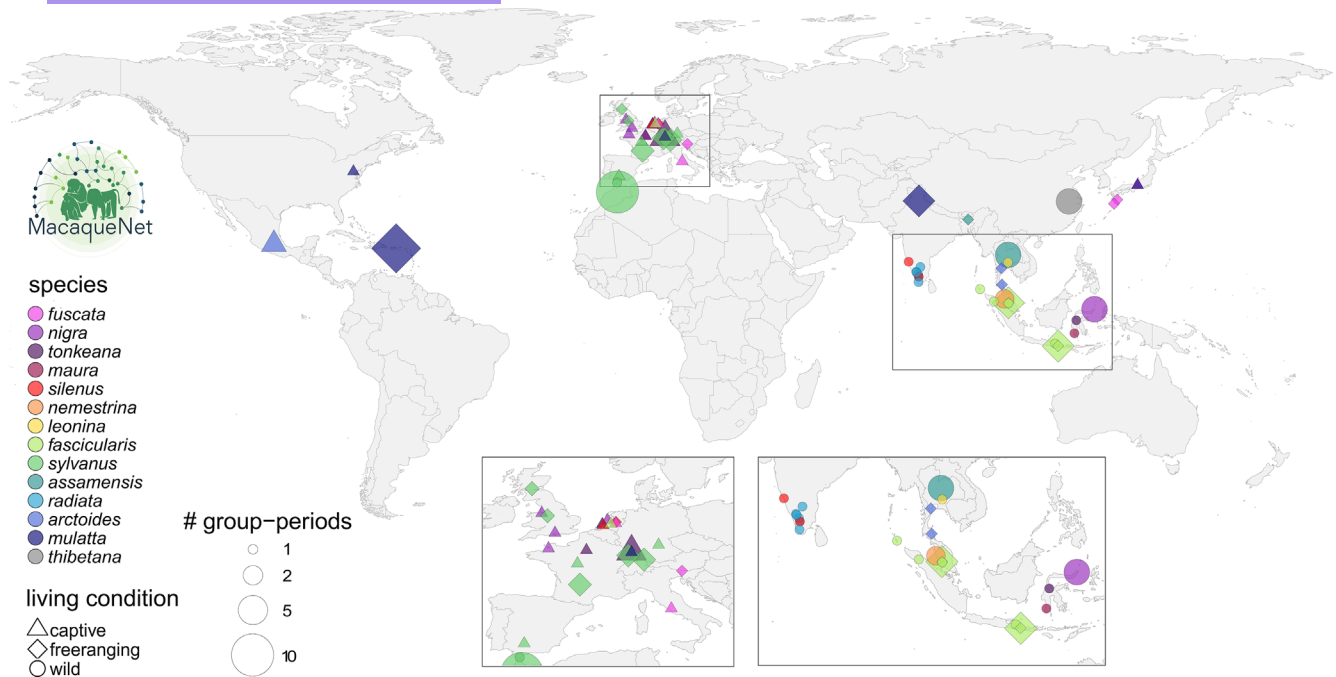 MacaqueNet
species
fuscata
nigra
tonkeana
maura
silenus
nemestrina
leonina
fascicularis
sylvanus
assamensis
radiata
arctoides
mulatta
thibetana
living condition
captive
freeranging
wild
# group−periods
1
2
5
10